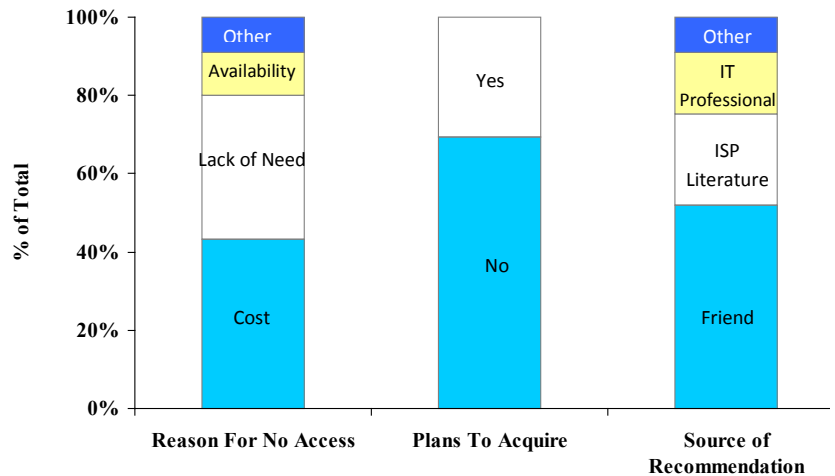 100%
80%
60%
40%
20%
0%
% of Total
Other
Availability
Lack of Need
Cost
Yes
No
Other
IT
Professional
ISP
Literature
Friend
Reason For No Access
Plans To Acquire
Source of
Recommendation